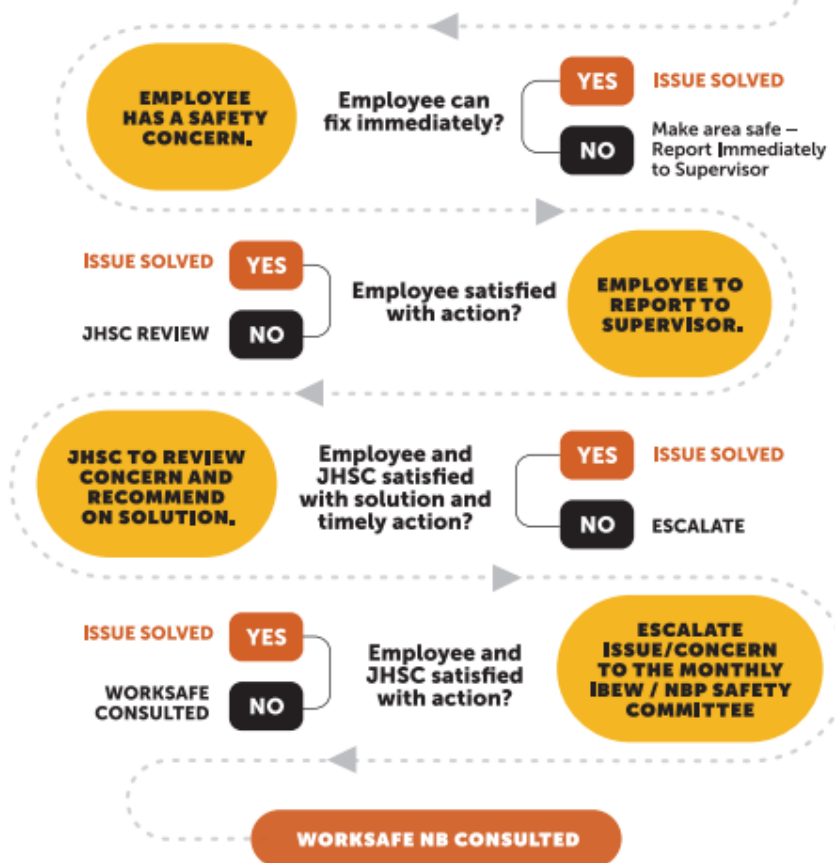 EMPLOYEE
HAS A SAFETY
CONCERN.
Employee can
fix immediately?
YES
ISSUE SOLVED
NO
Make area safe –
Report Immediately
to Supervisor
ISSUE SOLVED
YES
JHSC REVIEW
NO
Employee satisfied
with action?
EMPLOYEE TO
REPORT TO
SUPERVISOR.
JHSC TO REVIEW
CONCERN AND
RECOMMEND
ON SOLUTION.
Employee and
JHSC satisfied
with solution and
timely action?
YES
ISSUE SOLVED
NO
ESCALATE
ISSUE SOLVED
YES
WORKSAFE
CONSULTED
NO
Employee and
JHSC satisfied
with action?
ESCALATE
ISSUE/CONCERN
TO THE MONTHLY
IBEW / NBP SAFETY
COMMITTEE
WORKSAFE NB CONSULTED